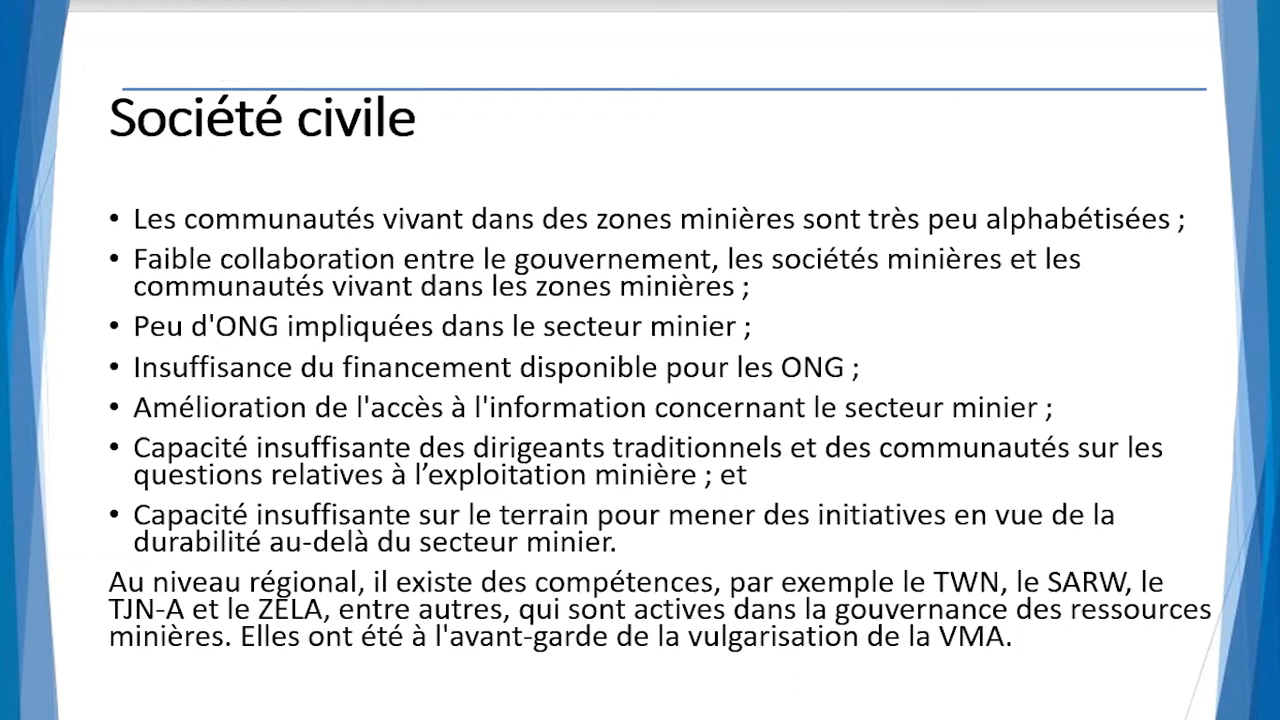 Société civile
• Les communautés vivant dans des zones minières sont très peu alphabétisées ;
• Faible collaboration entre le gouvernement, les sociétés minières et les
communautés vivant dans les zones minières ;
• Peu d'ONG impliquées dans le secteur minier ;
• Insuffisance du financement disponible pour les ONG ;
• Amélioration de l'accès à l'information concernant le secteur minier ;
• Capacité insuffisante des dirigeants traditionnels et des communautés sur les
questions relatives à l’exploitation minière ; et
• Capacité insuffisante sur le terrain pour mener des initiatives en vue de la
durabilité au-delà du secteur minier.
Au niveau régional, il existe des compétences, par exemple le TWN, le SARW, le
TJN-A et le ZELA, entre autres, qui sont actives dans la gouvernance des ressources
minières. Elles ont été à l'avant-garde de la vulgarisation de la VMA.